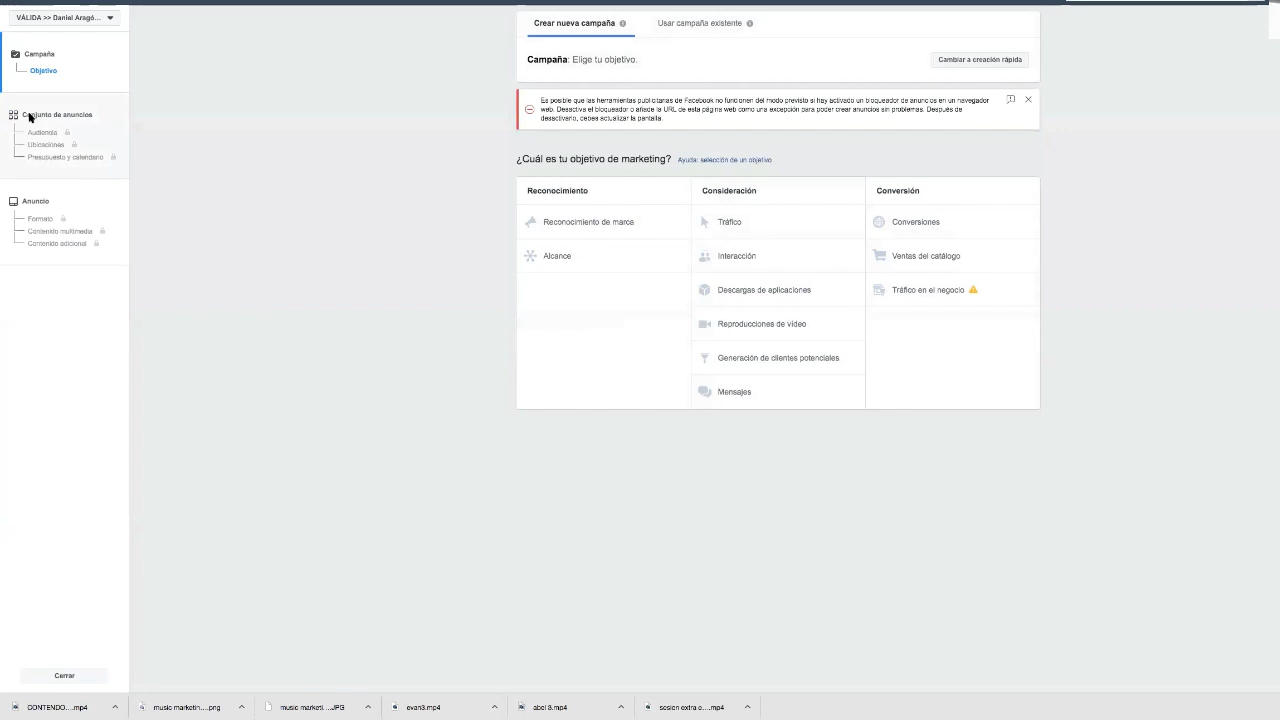 VÁLIDA >> Daniel Aragó...
Campaña
Objetivo
Conjunto de anuncios
Audiencia
Ubicaciones
Presupuesto y calendario
Anuncio
Formato
Contenido multimedia
Contenido adicional
Cerrar
Crear nueva campaña
Usar campaña existente
Campaña: Elige tu objetivo.
Cambiar a creación rápida
Es posible que las herramientas publicitarias de Facebook no funcionen del modo previsto si hay activado un bloqueador de anuncios en un navegador
web. Desactiva el bloqueador o añade la URL de esta página web como una excepción para poder crear anuncios sin problemas. Después de
desactivarlo, debes actualizar la pantalla.
¿Cuál es tu objetivo de marketing? Ayuda: selección de un objetivo
Reconocimiento
Consideración
Conversión
Reconocimiento de marca
Tráfico
Conversiones
Alcance
Interacción
Ventas del catálogo
Descargas de aplicaciones
Tráfico en el negocio
Reproducciones de vídeo
Generación de clientes potenciales
Mensajes
CONTENDO....mp4
music marketin....png
music marketi....JPG
evan3.mp4
abel 3.mp4
sesion extra o....mp4